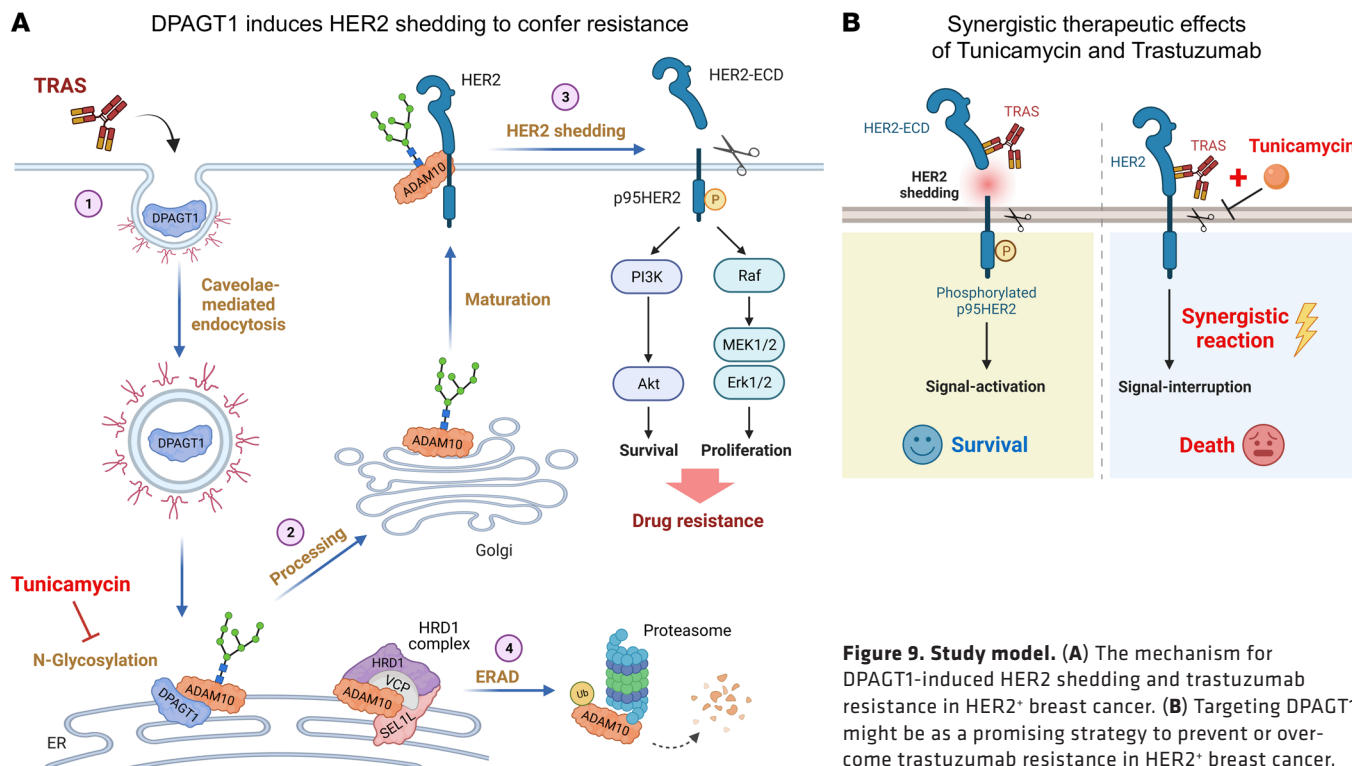 A
DPAGT1 induces HER2 shedding to confer resistance
TRAS
DPAGT1
1
Caveolae-
mediated
endocytosis
DPAGT1
Tunicamycin
N-Glycosylation
DPAGT1
ADAM10
ER
2
Processing
ADAM10
Golgi
Maturation
HER2
ADAM10
3
HER2 shedding
HER2-ECD
p95HER2
P
PI3K
Raf
MEK1/2
Akt
Erk1/2
Survival
Proliferation
Drug resistance
HRD1
complex
HRD1
VCP
ADAM10
SEL1L
4
ERAD
Proteasome
Ub
ADAM10
B
Synergistic therapeutic effects
of Tunicamycin and Trastuzumab
HER2-ECD
TRAS
HER2
shedding
P
Phosphorylated
p95HER2
Signal-activation
Survival
HER2
TRAS
+
Tunicamycin
Synergistic
reaction
Signal-interruption
Death
Figure 9. Study model. (A) The mechanism for
DPAGT1-induced HER2 shedding and trastuzumab
resistance in HER2⁺ breast cancer. (B) Targeting DPAGT1
might be as a promising strategy to prevent or over-
come trastuzumab resistance in HER2⁺ breast cancer.